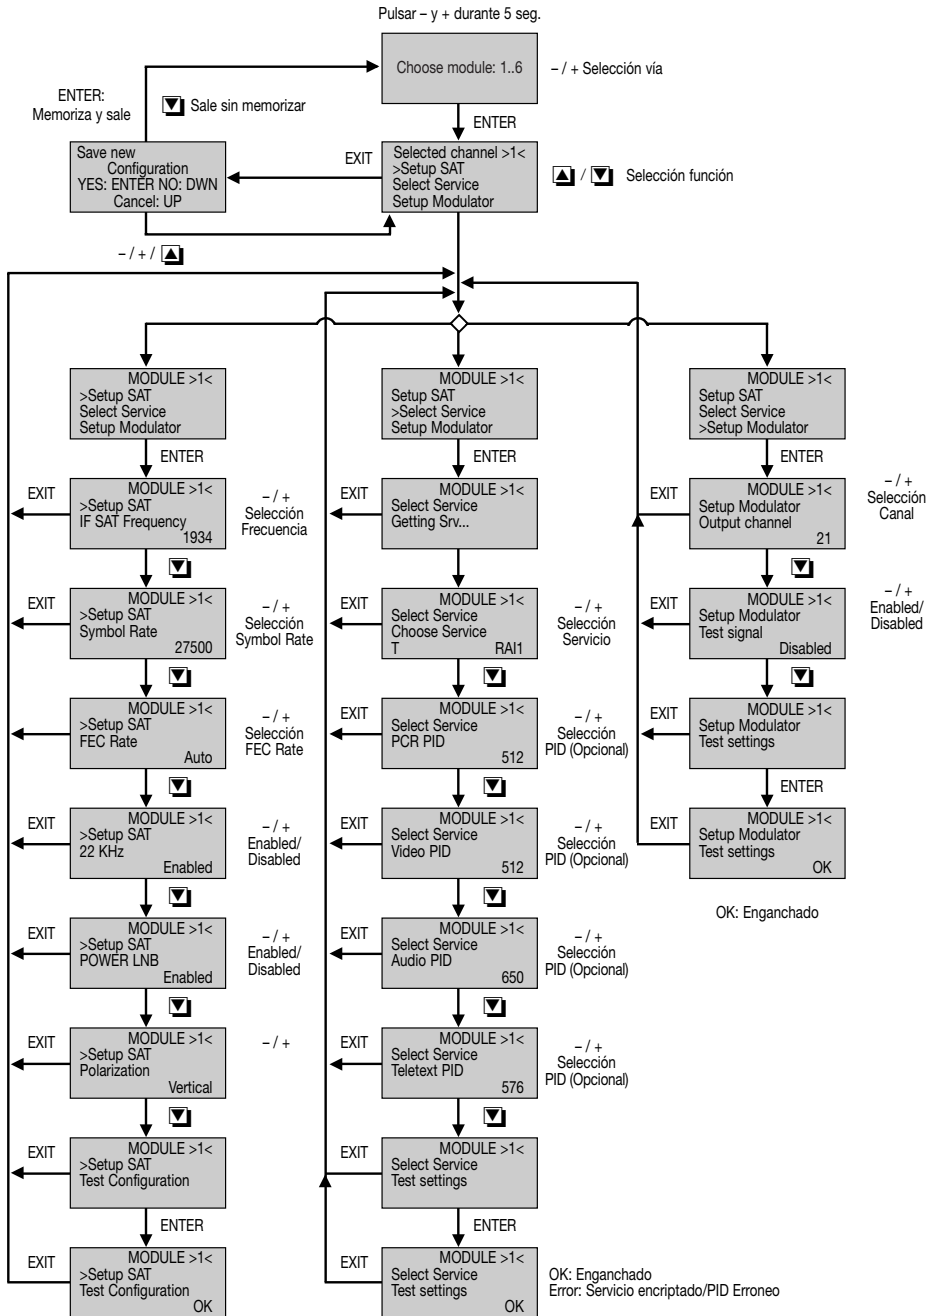 Pulsar – y + durante 5 seg.
Choose module: 1..6
– / + Selección vía
ENTER:
Memoriza y sale
Sale sin memorizar
ENTER
Save new
Configuration
YES: ENTER NO: DWN
Cancel: UP
EXIT
Selected channel >1<
>Setup SAT
Select Service
Setup Modulator
/
Selección función
– / + /
MODULE >1<
>Setup SAT
Select Service
Setup Modulator
ENTER
EXIT
MODULE >1<
>Setup SAT
IF SAT Frequency
1934
– / +
Selección
Frecuencia
EXIT
MODULE >1<
>Setup SAT
Symbol Rate
27500
– / +
Selección
Symbol Rate
MODULE >1<
>Setup SAT
FEC Rate
Auto
– / +
Selección
FEC Rate
EXIT
MODULE >1<
>Setup SAT
22 KHz
Enabled
– / +
Enabled/
Disabled
EXIT
MODULE >1<
>Setup SAT
POWER LNB
Enabled
– / +
Enabled/
Disabled
EXIT
MODULE >1<
>Setup SAT
Polarization
Vertical
– / +
EXIT
MODULE >1<
>Setup SAT
Test Configuration
ENTER
EXIT
MODULE >1<
>Setup SAT
Test Configuration
OK
MODULE >1<
Setup SAT
>Select Service
Setup Modulator
ENTER
EXIT
MODULE >1<
Select Service
Getting Srv...
EXIT
MODULE >1<
Select Service
Choose Service
T RAI1
– / +
Selección
Servicio
EXIT
MODULE >1<
Select Service
PCR PID
512
– / +
Selección
PID (Opcional)
EXIT
MODULE >1<
Select Service
Video PID
512
– / +
Selección
PID (Opcional)
EXIT
MODULE >1<
Select Service
Audio PID
650
– / +
Selección
PID (Opcional)
EXIT
MODULE >1<
Select Service
Teletext PID
576
– / +
Selección
PID (Opcional)
EXIT
MODULE >1<
Select Service
Test settings
ENTER
EXIT
MODULE >1<
Select Service
Test settings
OK
OK: Enganchado
Error: Servicio encriptado/PID Erroneo
MODULE >1<
Setup SAT
Select Service
>Setup Modulator
ENTER
EXIT
MODULE >1<
Setup Modulator
Output channel
21
– / +
Selección
Canal
EXIT
MODULE >1<
Setup Modulator
Test signal
Disabled
– / +
Enabled/
Disabled
EXIT
MODULE >1<
Setup Modulator
Test settings
ENTER
EXIT
MODULE >1<
Setup Modulator
Test settings
OK
OK: Enganchado